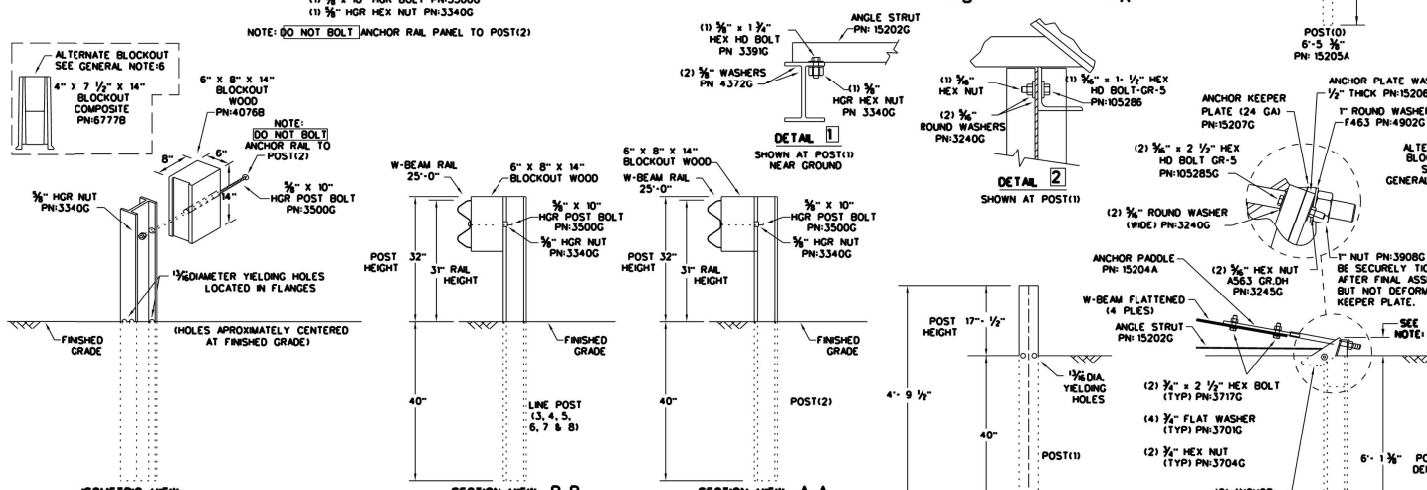 (1) 5/8" HGR HEX NUT PN:3340G
NOTE: DO NOT BOLT ANCHOR RAIL PANEL TO POST(2)
ALTERNATE BLOCKOUT
SEE GENERAL NOTE:6
4" X 7 1/2" X 14"
BLOCKOUT
COMPOSITE
PN:6777B
6" X 8" X 14"
BLOCKOUT
WOOD
PN:4076B
NOTE:
DO NOT BOLT
ANCHOR RAIL TO
POST(2)
8"
6"
14"
5/8" X 10"
HGR POST BOLT
PN:3500G
5/8" HGR NUT
PN:3340G
13/16 DIAMETER YIELDING HOLES
LOCATED IN FLANGES
(HOLES APROXIMATELY CENTERED
AT FINISHED GRADE)
FINISHED
GRADE
W-BEAM RAIL
25'-0"
6" X 8" X 14"
BLOCKOUT WOOD
5/8" X 10"
HGR POST BOLT
PN:3500G
5/8" HGR NUT
PN:3340G
POST 32"
HEIGHT
31" RAIL
HEIGHT
FINISHED
GRADE
40"
LINE POST
(3, 4, 5,
6, 7 & 8)
6" X 8" X 14"
BLOCKOUT WOOD
W-BEAM RAIL
25'-0"
5/8" X 10"
HGR POST BOLT
PN:3500G
5/8" HGR NUT
PN:3340G
POST 32"
HEIGHT
31" RAIL
HEIGHT
FINISHED
GRADE
40"
POST(2)
(1) 5/8" x 1 3/4"
HEX HD BOLT
PN 3391G
ANGLE STRUT
PN: 15202G
(2) 5/8" WASHERS
PN 4372G
(1) 5/8"
HGR HEX NUT
PN 3340G
DETAIL 1
SHOWN AT POST(1)
NEAR GROUND
(1) 5/16"
HEX NUT
(1) 5/16" x 1- 1/2" HEX
HD BOLT-GR-5
PN:105286
(2) 5/16"
ROUND WASHERS
PN:3240G
DETAIL 2
SHOWN AT POST(1)
POST(0)
6'-5 3/8"
PN: 15205A
ANCHOR KEEPER
PLATE (24 GA)
PN:15207G
1/2" THICK PN:15206
1" ROUND WASHER
F463 PN:4902G
(2) 5/16" x 2 1/2" HEX
HD BOLT GR-5
PN:105285G
(2) 5/16" ROUND WASHER
(WIDE) PN:3240G
(2) 5/16" HEX NUT
A563 GR.DH
PN:3245G
1" NUT PN:3908G
BE SECURELY
AFTER FINAL
BUT NOT
KEEPER PLATE.
ANCHOR PADDLE
PN: 15204A
W-BEAM FLATTENED
(4 PLIES)
ANGLE STRUT
PN: 15202G
SEE
NOTE:
POST 17"- 1/2"
HEIGHT
13/16 DIA.
YIELDING
HOLES
4'- 9 1/2"
40"
POST(1)
(2) 3/4" x 2 1/2" HEX BOLT
(TYP) PN:3717G
(4) 3/4" FLAT WASHER
(TYP) PN:3701G
(2) 3/4" HEX NUT
(TYP) PN:3704G
6'- 1 3/8"